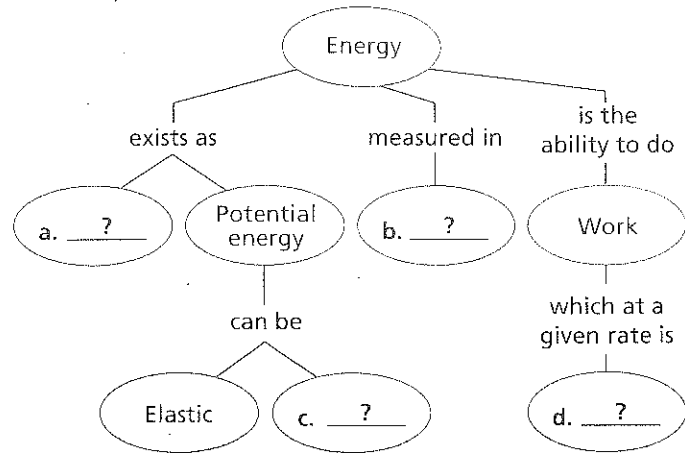 Energy
exists as
measured in
is the
ability to do
a. ?
Potential
energy
b. ?
Work
can be
which at a
given rate is
Elastic
c. ?
d. ?